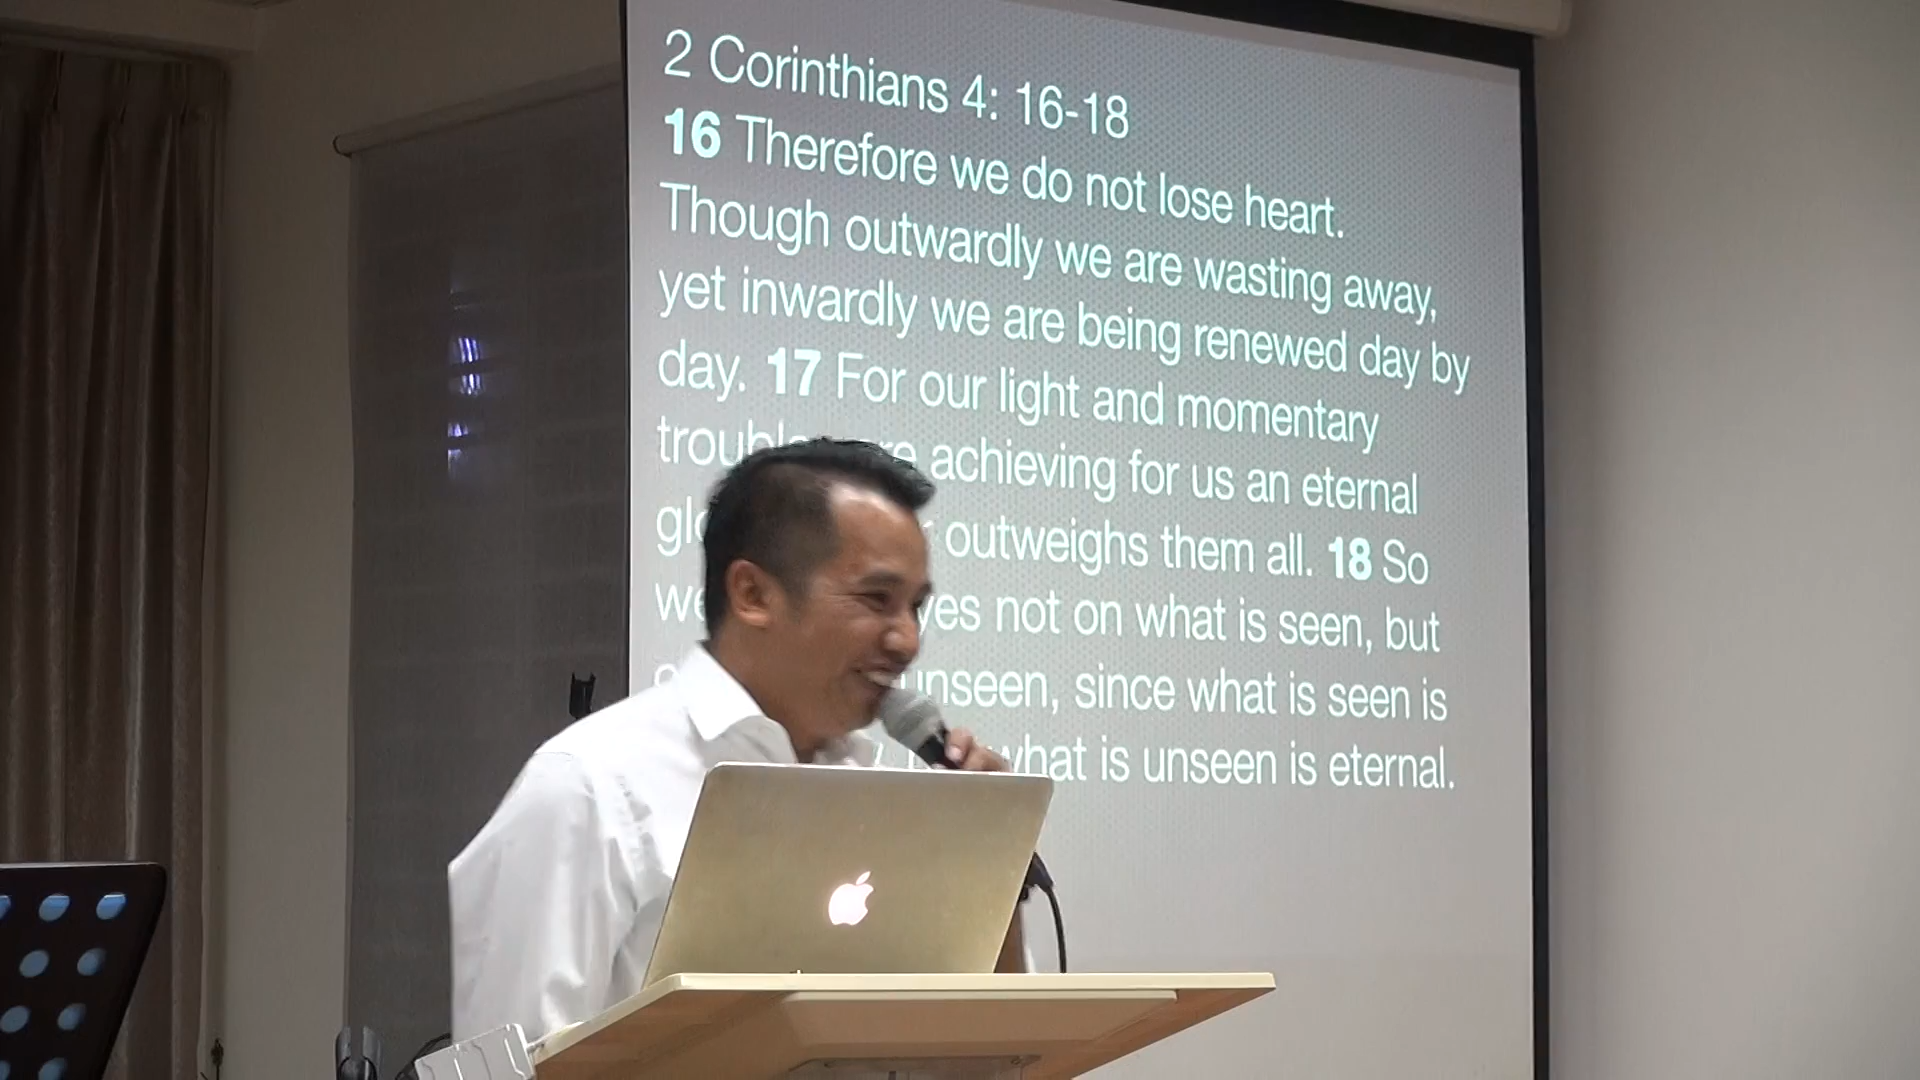 2 Corinthians 4: 16-18
16 Therefore we do not lose heart.
Though outwardly we are wasting away,
yet inwardly we are being renewed day by
day. 17 For our light and momentary
achieving for us an eternal
outweighs them all. 18 So
not on what is seen, but
unseen, since what is seen is
what is unseen is eternal.